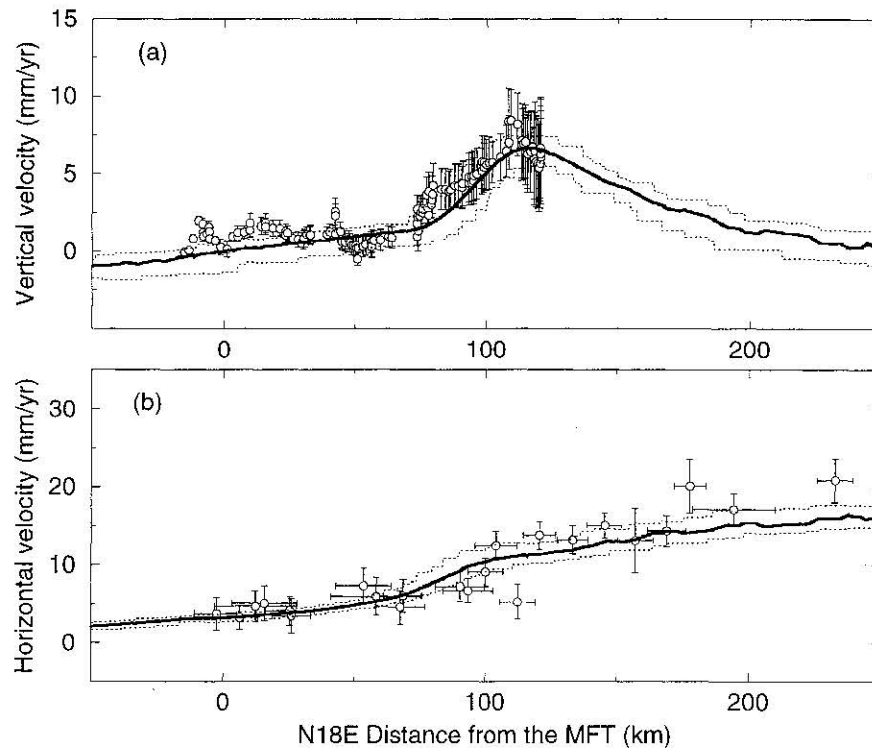 15
(a)
10
5
0
Vertical velocity (mm/yr)
0
100
200
30
(b)
20
10
0
Horizontal velocity (mm/yr)
0
100
200
N18E Distance from the MFT (km)